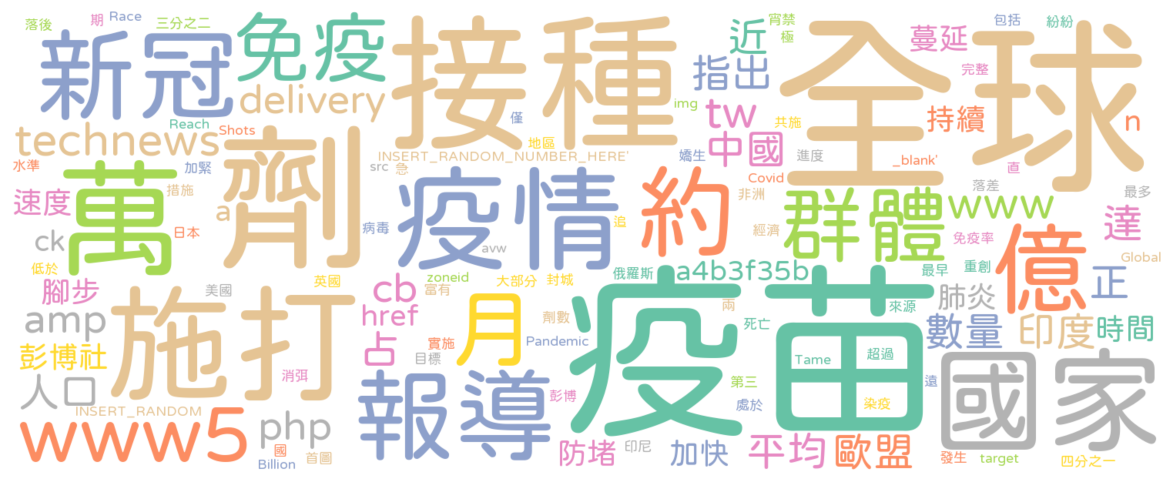 落後
期
Race
三分之二
新冠
免疫
接種
近
宵禁
極
指出
全球
包括
紛紛
蔓延
完整
持續
n
delivery
technews
Reach
Shots
僅
地區
img
tw
中國
共施
INSERT_RANDOM_NUMBER_HERE'
嬌生
進度
_blank'
直
水準
萬
加緊
劑
src
急
疫情
約
Covid
非洲
落差
最多
速度
措施
a
日本
病毒
追
經濟
群體
www
免疫率
達
ck
低於
avw
億
Global
腳步
美國
英國
zoneid
大部分
封城
俄羅斯
a4b3f35b
最早
重創
正
amp
施打
cb
href
富有
月
劑數
兩
疫苗
來源
肺炎
彭博社
占
實施
目標
Pandemic
死亡
數量
印度
時間
人口
消弭
報導
彭博
第三
Tame
超過
遠
國家
INSERT_RANDOM
處於
染疫
www5
國
php
Billion
首圖
防堵
印尼
加快
平均
歐盟
發生
target
四分之一